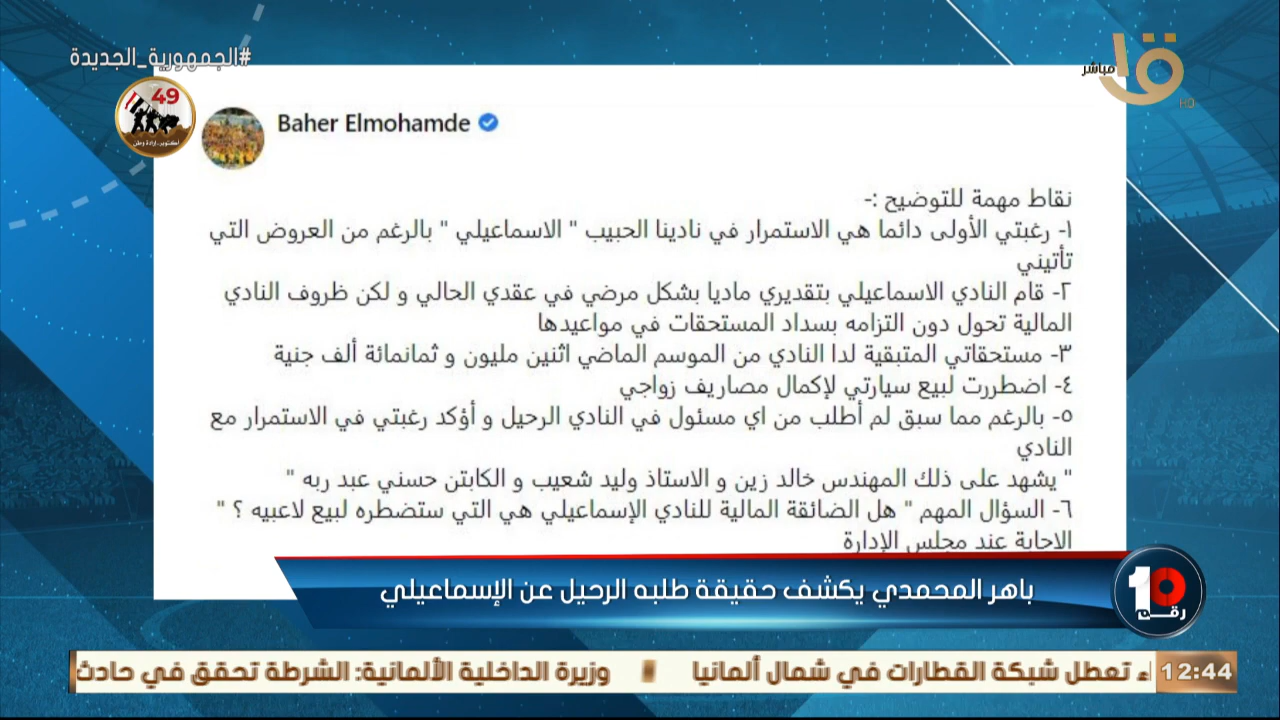 #الجمهورية_الجديدة
مباشر
HD
49
أكتوبر..إرادة وطن
Baher Elmohamde
نقاط مهمة للتوضيح :-
١- رغبتي الأولى دائما هي الاستمرار في نادينا الحبيب " الاسماعيلي " بالرغم من العروض التي
تأتيني
٢- قام النادي الاسماعيلي بتقديري ماديا بشكل مرضي في عقدي الحالي و لكن ظروف النادي
المالية تحول دون التزامه بسداد المستحقات في مواعيدها
٣- مستحقاتي المتبقية لدا النادي من الموسم الماضي اثنين مليون و ثمانمائة ألف جنية
٤- اضطررت لبيع سيارتي لإكمال مصاريف زواجي
٥- بالرغم مما سبق لم أطلب من اي مسئول في النادي الرحيل و أؤكد رغبتي في الاستمرار مع
النادي
" يشهد على ذلك المهندس خالد زين و الاستاذ وليد شعيب و الكابتن حسني عبد ربه "
٦- السؤال المهم " هل الضائقة المالية للنادي الإسماعيلي هي التي ستضطره لبيع لاعبيه ؟ "
الاجابة عند مجلس الإدارة
باهر المحمدي يكشف حقيقة طلبه الرحيل عن الإسماعيلي
رقم 10
12:44
ء تعطل شبكة القطارات في شمال ألمانيا
وزيرة الداخلية الألمانية: الشرطة تحقق في حادث